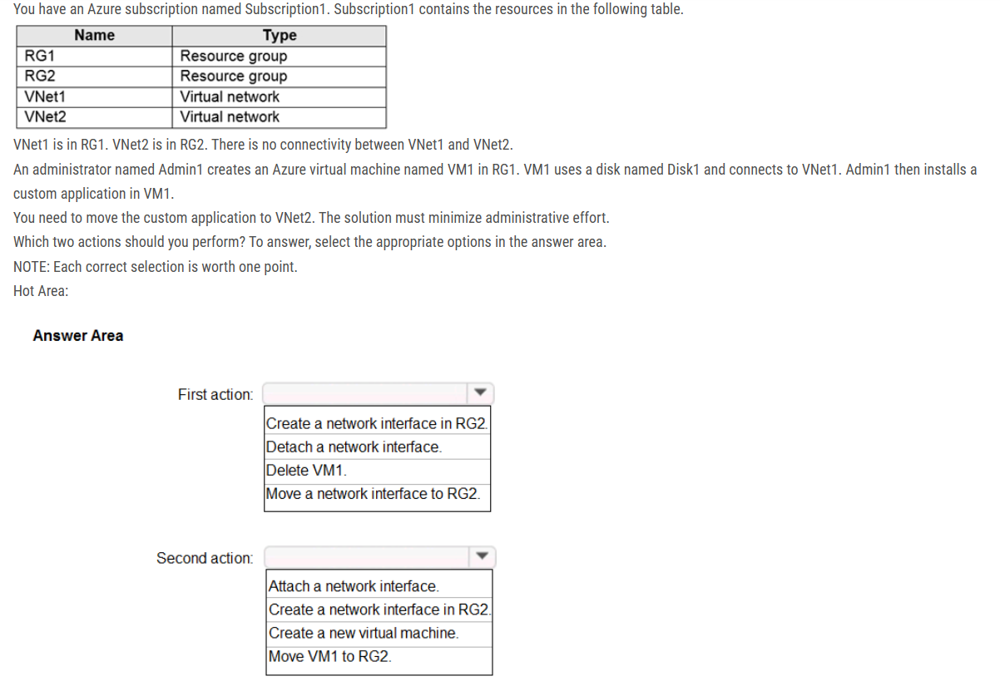 You have an Azure subscription named Subscription1. Subscription1 contains the resources in the following table.
Name Type
RG1 Resource group
RG2 Resource group
VNet1 Virtual network
VNet2 Virtual network
VNet1 is in RG1. VNet2 is in RG2. There is no connectivity between VNet1 and VNet2.
An administrator named Admin1 creates an Azure virtual machine named VM1 in RG1. VM1 uses a disk named Disk1 and connects to VNet1. Admin1 then installs a
custom application in VM1.
You need to move the custom application to VNet2. The solution must minimize administrative effort.
Which two actions should you perform? To answer, select the appropriate options in the answer area.
NOTE: Each correct selection is worth one point.
Hot Area:
Answer Area
First action:
Create a network interface in RG2.
Detach a network interface.
Delete VM1.
Move a network interface to RG2.
Second action:
Attach a network interface.
Create a network interface in RG2.
Create a new virtual machine.
Move VM1 to RG2.